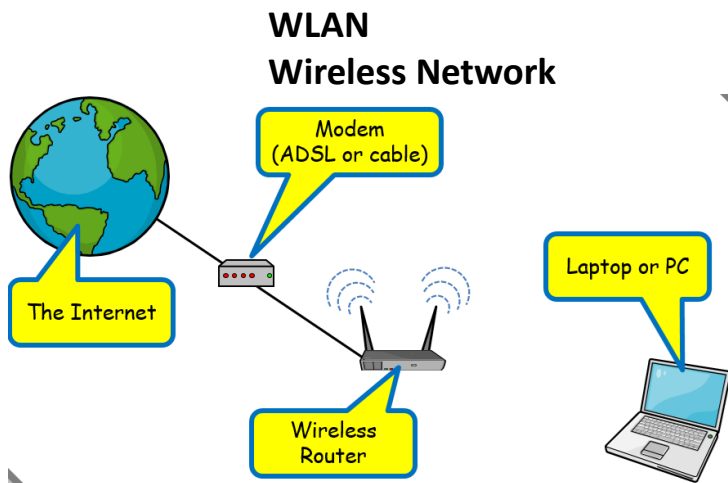 WLAN
Wireless Network
Modem
(ADSL or cable)
Laptop or PC
The Internet
Wireless
Router